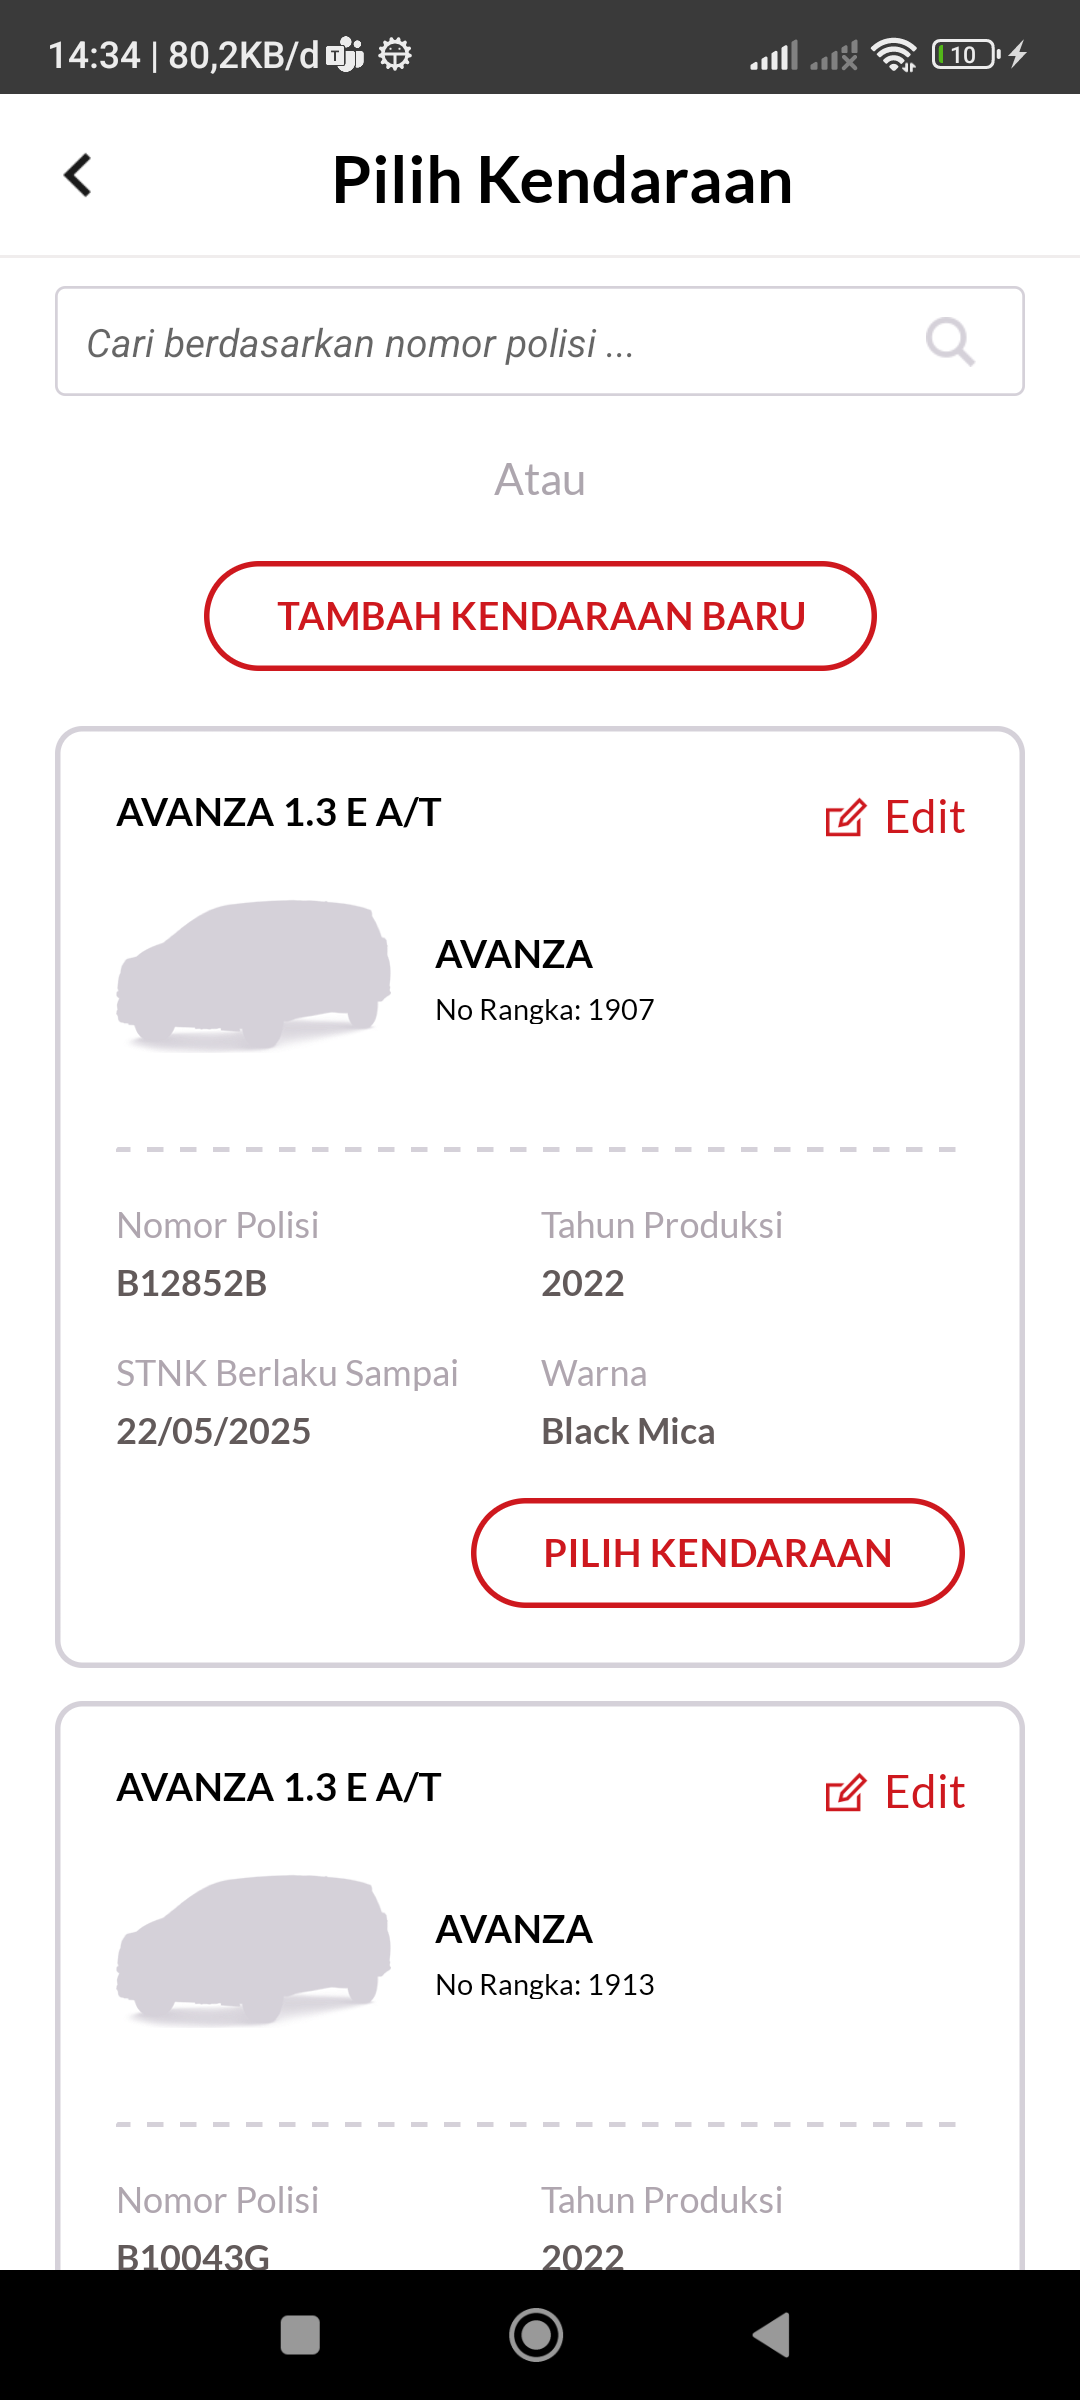 14:34 | 80,2KB/d
10
Pilih Kendaraan
Cari berdasarkan nomor polisi ...
Atau
TAMBAH KENDARAAN BARU
AVANZA 1.3 E A/T
Edit
AVANZA
No Rangka: 1907
Nomor Polisi
Tahun Produksi
B12852B
2022
STNK Berlaku Sampai
Warna
22/05/2025
Black Mica
PILIH KENDARAAN
AVANZA 1.3 E A/T
Edit
AVANZA
No Rangka: 1913
Nomor Polisi
Tahun Produksi
B10043G
2022